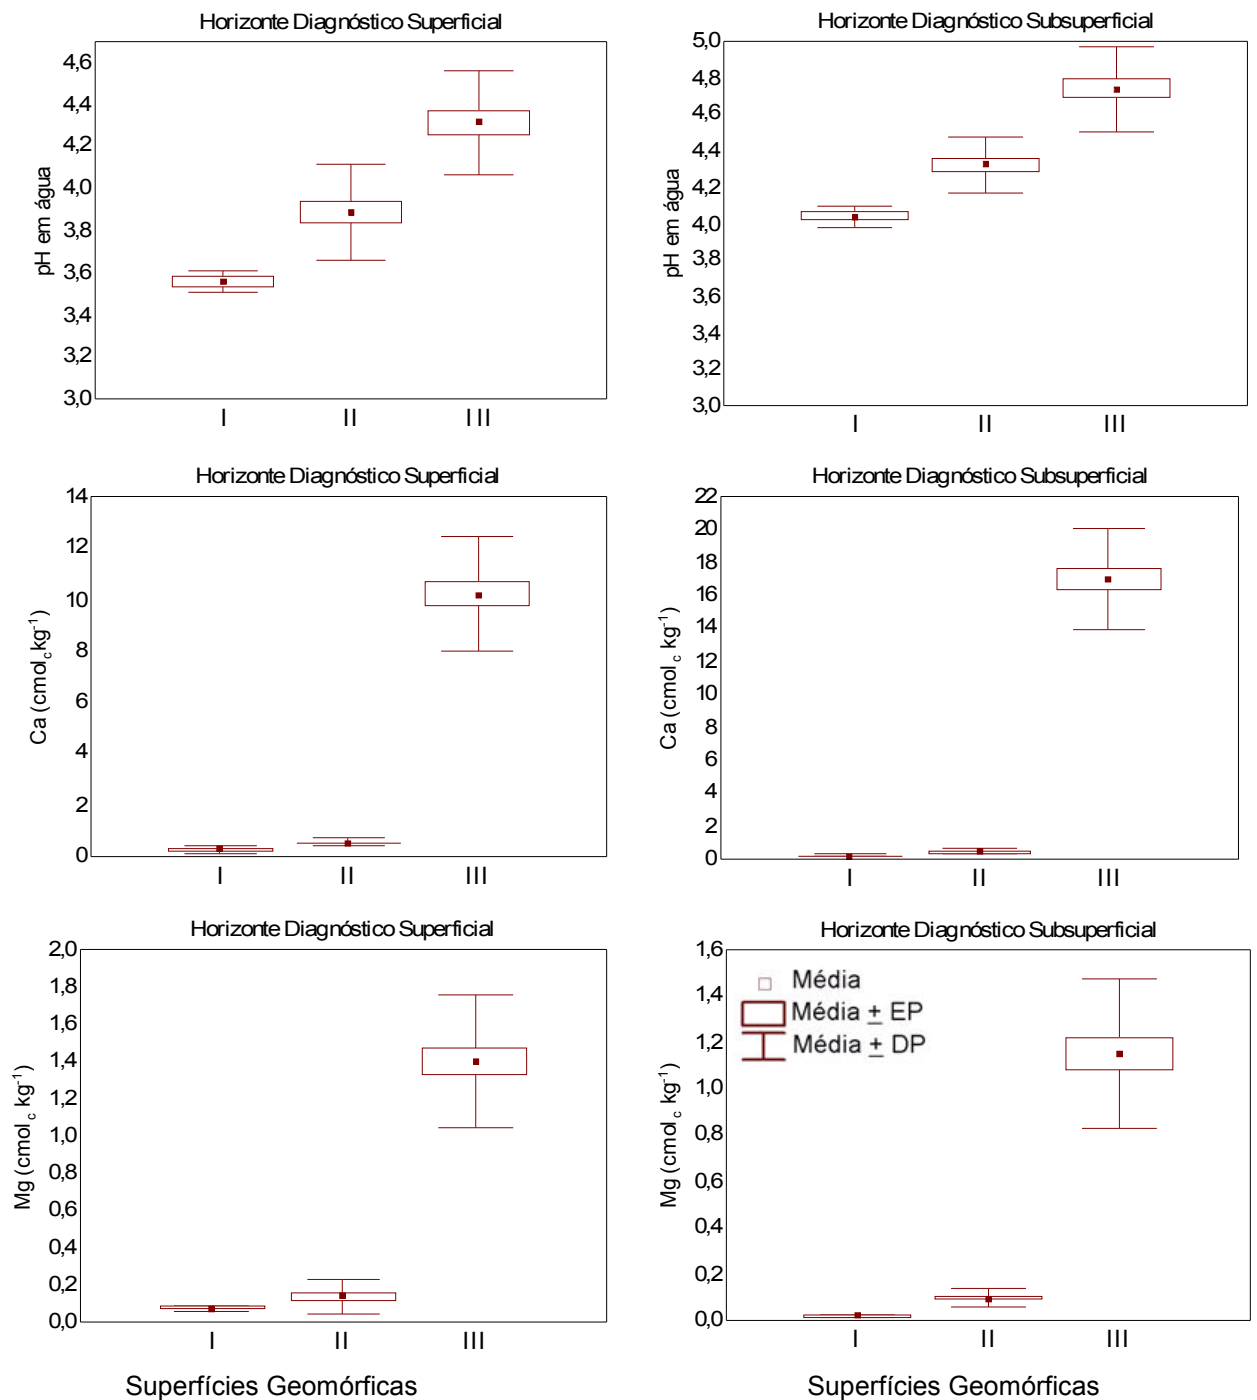 Horizonte Diagnóstico Superficial
pH em água
4,6
4,4
4,2
4,0
3,8
3,6
3,4
3,2
3,0
I II III
Horizonte Diagnóstico Subsuperficial
pH em água
5,0
4,8
4,6
4,4
4,2
4,0
3,8
3,6
3,4
3,2
3,0
I II III
Horizonte Diagnóstico Superficial
Ca (cmolc kg-1)
14
12
10
8
6
4
2
0
I II III
Horizonte Diagnóstico Subsuperficial
Ca (cmolc kg-1)
22
20
18
16
14
12
10
8
6
4
2
0
I II III
Horizonte Diagnóstico Superficial
Mg (cmolc kg-1)
2,0
1,8
1,6
1,4
1,2
1,0
0,8
0,6
0,4
0,2
0,0
I II III
Superfícies Geomórficas
Horizonte Diagnóstico Subsuperficial
Mg (cmolc kg-1)
1,6
1,4
1,2
1,0
0,8
0,6
0,4
0,2
0,0
Média
Média ± EP
Média ± DP
I II III
Superfícies Geomórficas